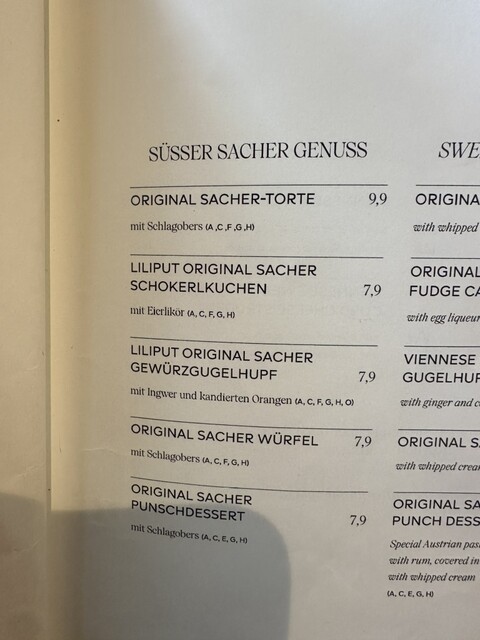 SÜSSER SACHER GENUSS
ORIGINAL SACHER-TORTE 9,9
mit Schlagobers (A ,C ,F ,G ,H)
LILIPUT ORIGINAL SACHER
SCHOKERLKUCHEN 7,9
mit Eierlikör (A, C, F, G, H)
LILIPUT ORIGINAL SACHER
GEWÜRZGUGELHUPF 7,9
mit Ingwer und kandierten Orangen (A, C, F, G, H, O)
ORIGINAL SACHER WÜRFEL 7,9
mit Schlagobers (A, C, F, G, H)
ORIGINAL SACHER
PUNSCHDESSERT 7,9
mit Schlagobers (A, C, E, G, H)
SWE
ORIGINA
with whipped
ORIGINAL
FUDGE CA
with egg liqueur
VIENNESE
GUGELHUP
with ginger and c
ORIGINAL S
with whipped crea
ORIGINAL SA
PUNCH DESS
Special Austrian pas
with rum, covered in
with whipped cream
(A, C, E, G, H)